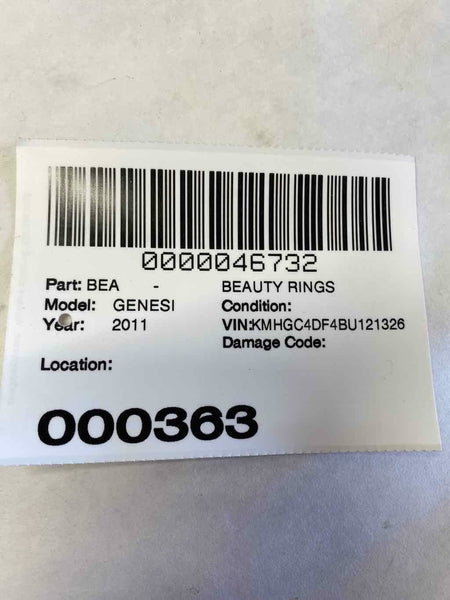 0000046732
Part: BEA - BEAUTY RINGS
Model: GENESI Condition:
Year: 2011 VIN:KMHGC4DF4BU121326
Damage Code:
Location:
000363